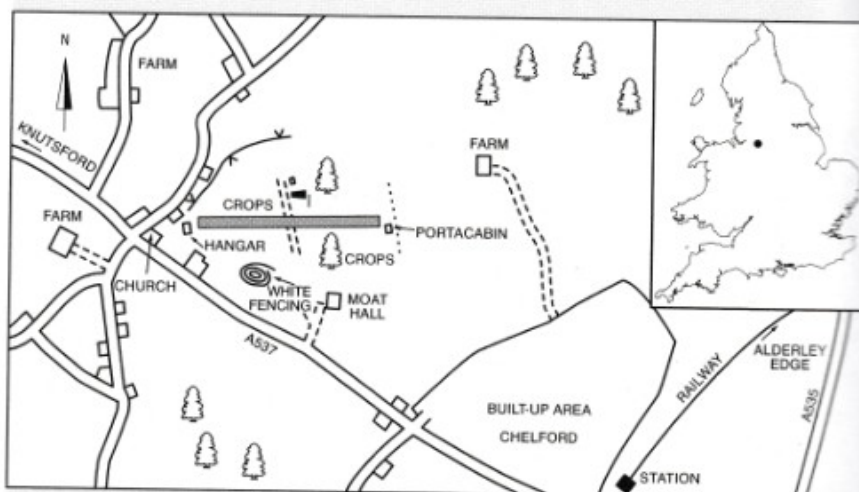 N
FARM
KNUTSFORD
FARM
FARM
CROPS
PORTACABIN
HANGAR
CROPS
CHURCH
WHITE
FENCING
MOAT
HALL
A537
BUILT-UP AREA
CHELFORD
RAILWAY
ALDERLEY
EDGE
A535
STATION